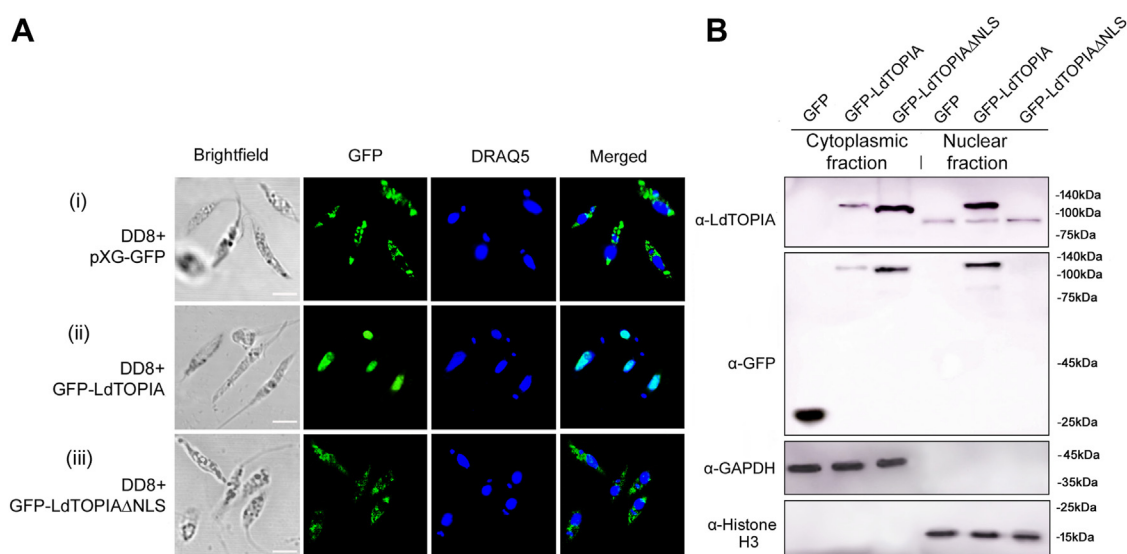 A
Brightfield GFP DRAQ5 Merged
(i)
DD8+
pXG-GFP
(ii)
DD8+
GFP-LdTOPIA
(iii)
DD8+
GFP-LdTOPIAΔNLS
B
GFP GFP-LdTOPIA GFP-LdTOPIAΔNLS GFP GFP-LdTOPIA GFP-LdTOPIAΔNLS
Cytoplasmic fraction
Nuclear fraction
α-LdTOPIA
-140kDa
-100kDa
-75kDa
α-GFP
-140kDa
-100kDa
-75kDa
-45kDa
-25kDa
α-GAPDH
-45kDa
-35kDa
α-Histone
H3
-25kDa
-15kDa